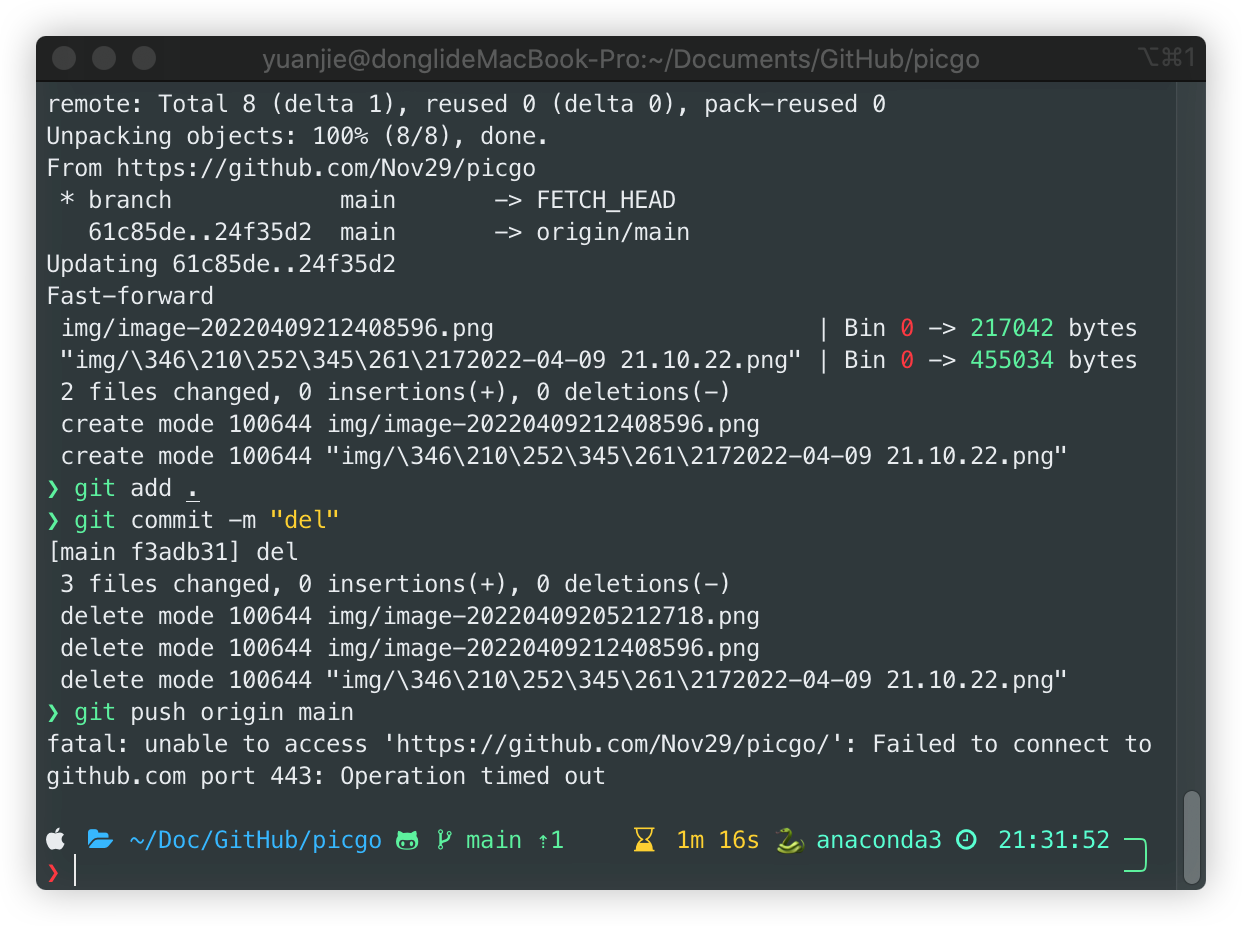 yuanjie@donglideMacBook-Pro:~/Documents/GitHub/picgo ⌥⌘1
remote: Total 8 (delta 1), reused 0 (delta 0), pack-reused 0
Unpacking objects: 100% (8/8), done.
From https://github.com/Nov29/picgo
 * branch            main       -> FETCH_HEAD
   61c85de..24f35d2  main       -> origin/main
Updating 61c85de..24f35d2
Fast-forward
 img/image-20220409212408596.png                       | Bin 0 -> 217042 bytes
 "img/\346\210\252\345\261\2172022-04-09 21.10.22.png" | Bin 0 -> 455034 bytes
 2 files changed, 0 insertions(+), 0 deletions(-)
 create mode 100644 img/image-20220409212408596.png
 create mode 100644 "img/\346\210\252\345\261\2172022-04-09 21.10.22.png"
❯ git add .
❯ git commit -m "del"
[main f3adb31] del
 3 files changed, 0 insertions(+), 0 deletions(-)
 delete mode 100644 img/image-20220409205212718.png
 delete mode 100644 img/image-20220409212408596.png
 delete mode 100644 "img/\346\210\252\345\261\2172022-04-09 21.10.22.png"
❯ git push origin main
fatal: unable to access 'https://github.com/Nov29/picgo/': Failed to connect to
github.com port 443: Operation timed out
~/Doc/GitHub/picgo main ⇡1 1m 16s anaconda3 21:31:52
❯